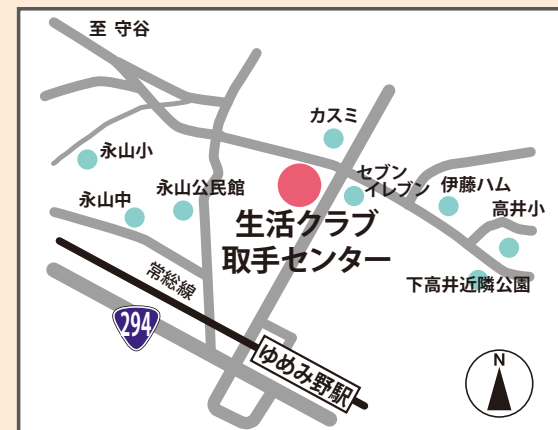 至 守谷
カスミ
永山小
セブン
イレブン
伊藤ハム
永山中
永山公民館
高井小
生活クラブ
取手センター
下高井近隣公園
常総線
294
ゆめみ野駅
N